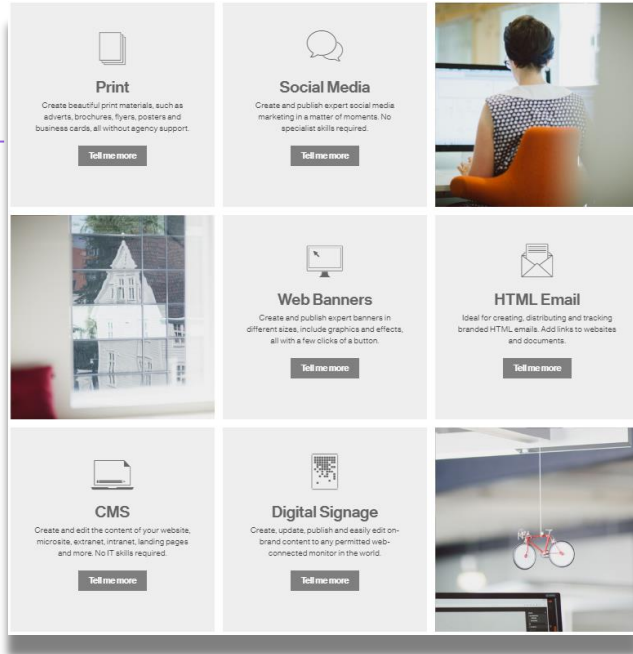 Print
Create beautiful print materials, such as
adverts, brochures, flyers, posters and
business cards, all without agency support.
Tell me more
Social Media
Create and publish expert social media
marketing in a matter of moments. No
specialist skills required.
Tell me more
Web Banners
Create and publish expert banners in
different sizes, include graphics and effects,
all with a few clicks of a button.
Tell me more
HTML Email
Ideal for creating, distributing and tracking
branded HTML emails. Add links to websites
and documents.
Tell me more
CMS
Create and edit the content of your website,
microsite, extranet, intranet, landing pages
and more. No IT skills required.
Tell me more
Digital Signage
Create, update, publish and easily edit on-
brand content to any permitted web-
connected monitor in the world.
Tell me more